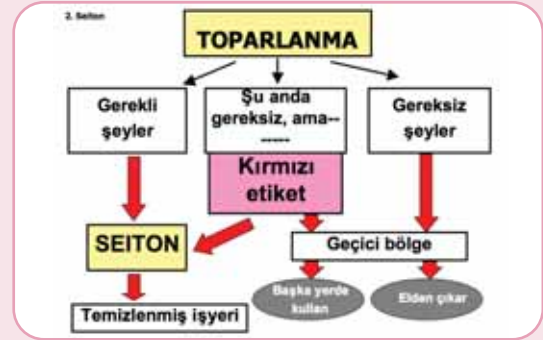 2. Seiton
TOPARLANMA
Gerekli
şeyler
Şu anda
gereksiz, ama--
-----
Gereksiz
şeyler
Kırmızı
etiket
SEITON
Geçici bölge
Temizlenmiş işyeri
Başka yerde
kullan
Elden çıkar